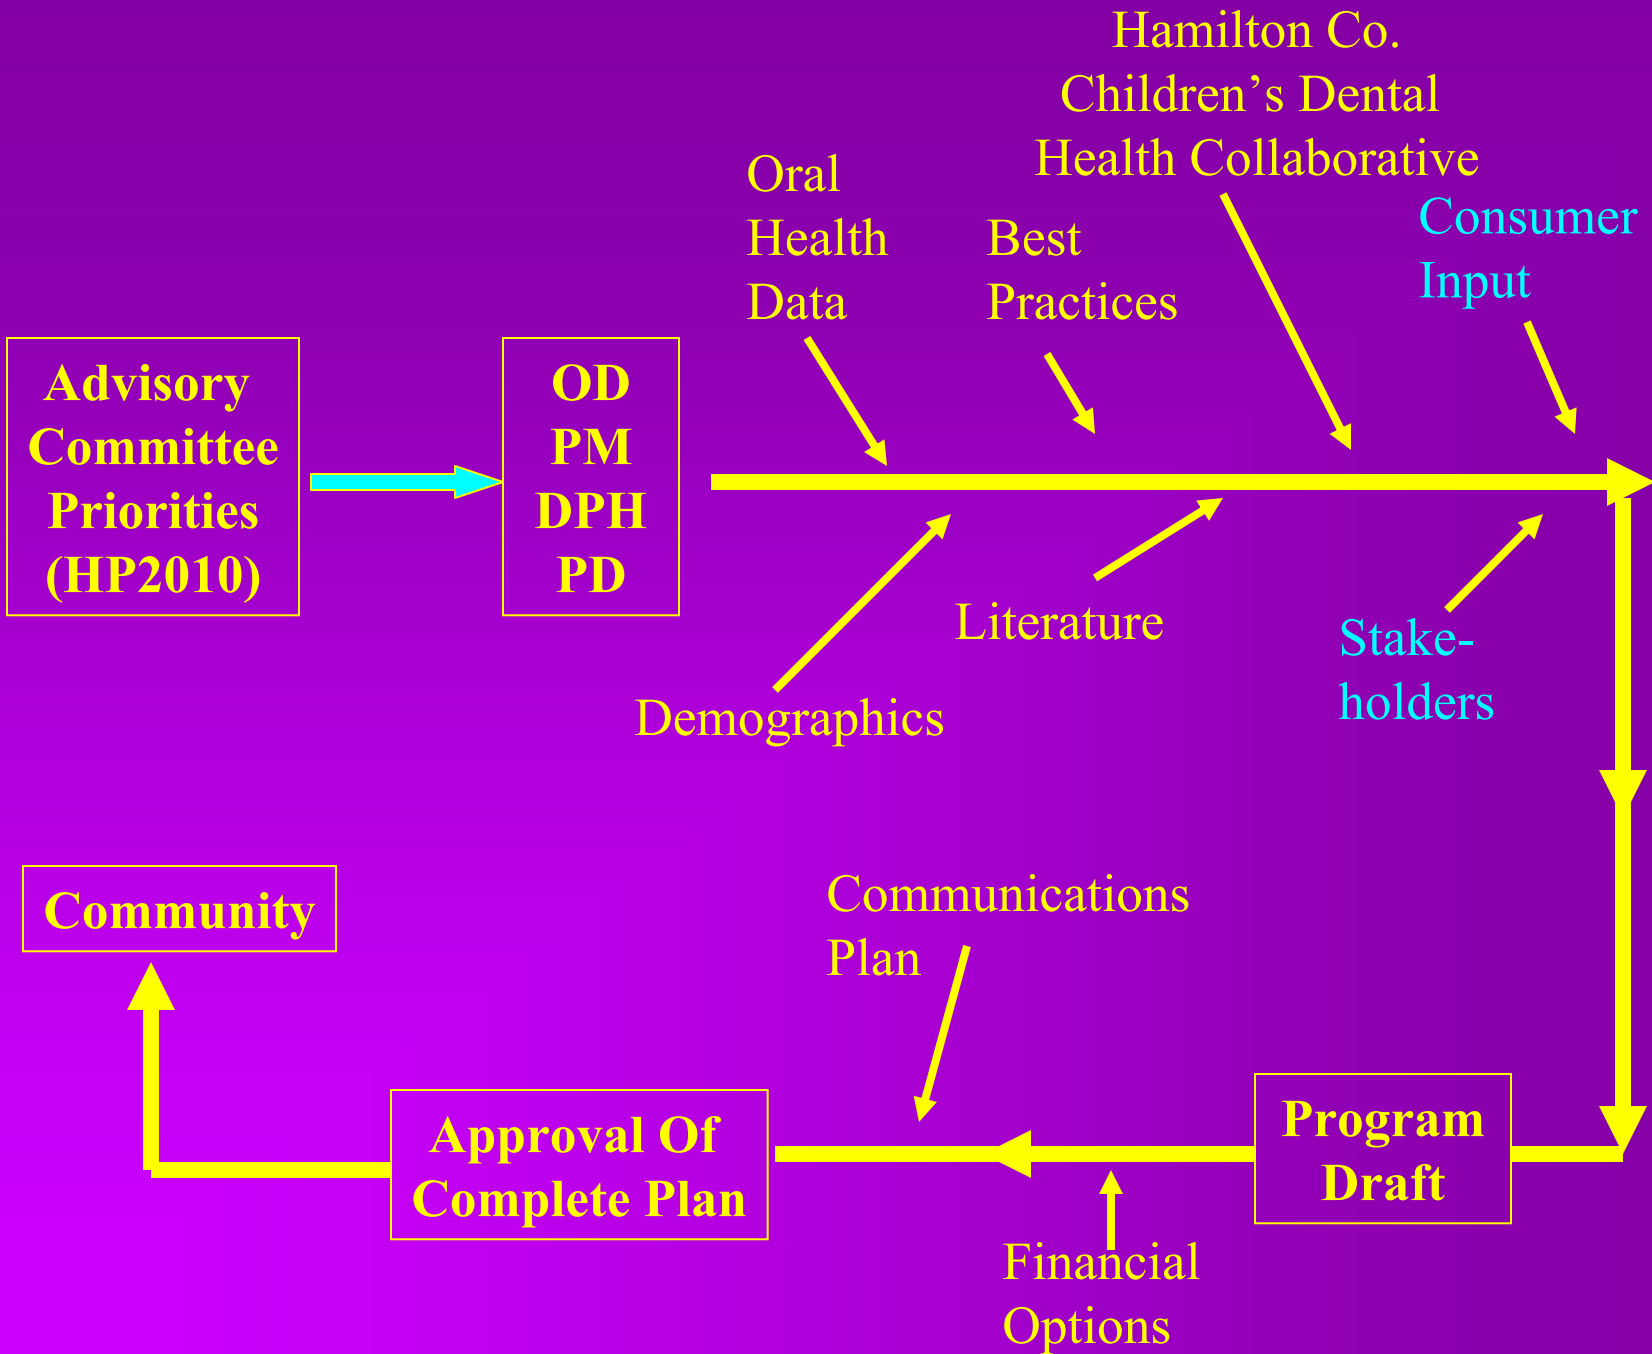 Hamilton Co.
Children’s Dental
Health Collaborative
Oral
Health
Data
Best
Practices
Consumer
Input
Advisory
Committee
Priorities
(HP2010)
OD
PM
DPH
PD
Literature
Stake-
holders
Demographics
Community
Communications
Plan
Approval Of
Complete Plan
Program
Draft
Financial
Options